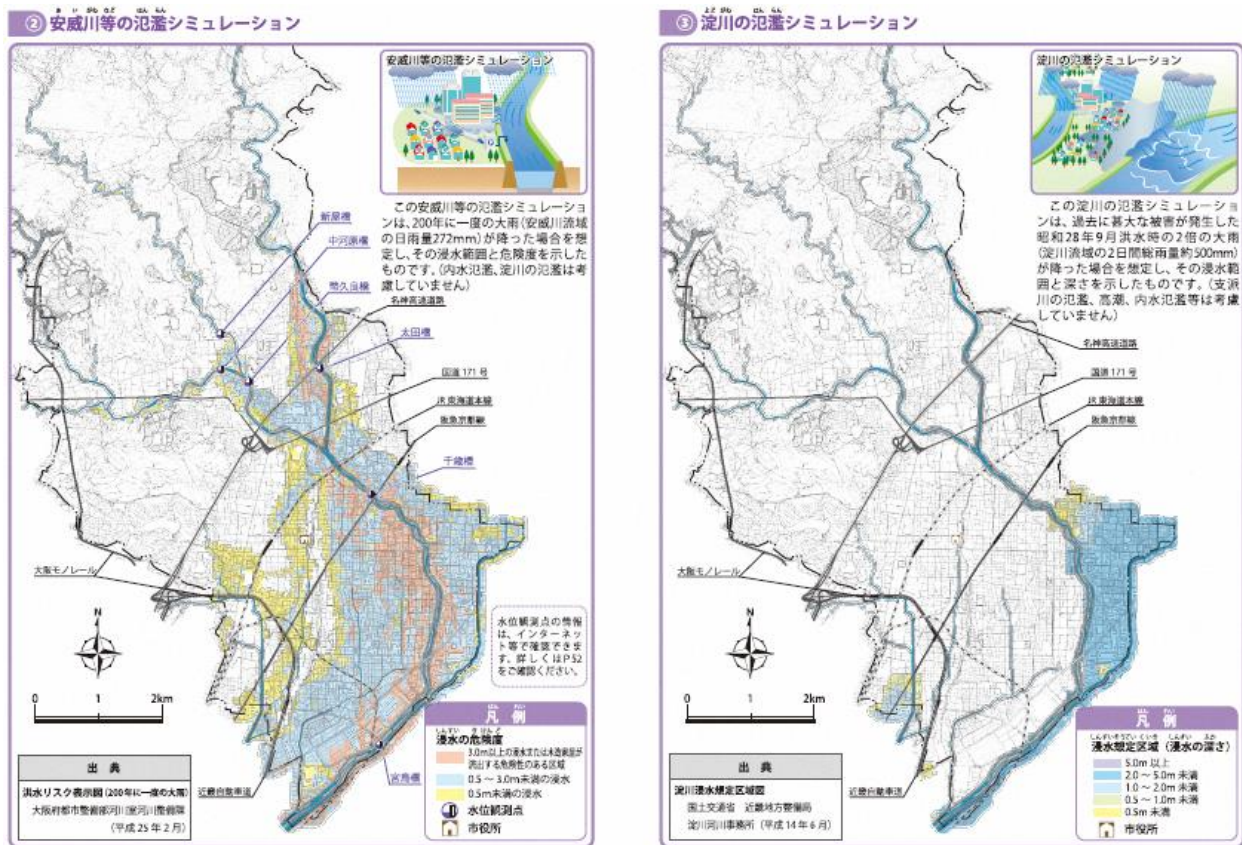 ② 安威川等の氾濫シミュレーション
安威川等の氾濫シミュレーション
この安威川等の氾濫シミュレーショ
ンは、200年に一度の大雨(安威川流域
の日雨量272mm)が降った場合を想
定し、その浸水範囲と危険度を示した
ものです。(内水氾濫、淀川の氾濫は考
慮していません)
新屋橋
中河原橋
幣久良橋
名神高速道路
太田橋
国道171号
JR東海道本線
阪急京都線
千歳橋
大阪モノレール
水位観測点の情報
は、インターネッ
ト等で確認できま
す。詳しくはP52
をご確認ください。
N
0 1 2km
凡例
浸水の危険度
3.0m以上の浸水または木造家屋が
流出する危険性のある区域
0.5～3.0m未満の浸水
0.5m未満の浸水
水位観測点
市役所
宮鳥橋
近畿自動車道
出典
洪水リスク表示図(200年に一度の大雨)
大阪府都市整備部河川室河川整備課
(平成25年2月)
③ 淀川の氾濫シミュレーション
淀川の氾濫シミュレーション
この淀川の氾濫シミュレーション
は、過去に甚大な被害が発生した
昭和28年9月洪水時の2倍の大雨
(淀川流域の2日間総雨量約500mm)
が降った場合を想定し、その浸水範
囲と深さを示したものです。(支派
川の氾濫、高潮、内水氾濫等は考慮
していません)
名神高速道路
国道171号
JR東海道本線
阪急京都線
大阪モノレール
N
0 1 2km
凡例
浸水想定区域(浸水の深さ)
5.0m以上
2.0～5.0m未満
1.0～2.0m未満
0.5～1.0m未満
0.5m未満
市役所
近畿自動車道
出典
淀川浸水想定区域図
国土交通省 近畿地方整備局
淀川河川事務所(平成14年6月)